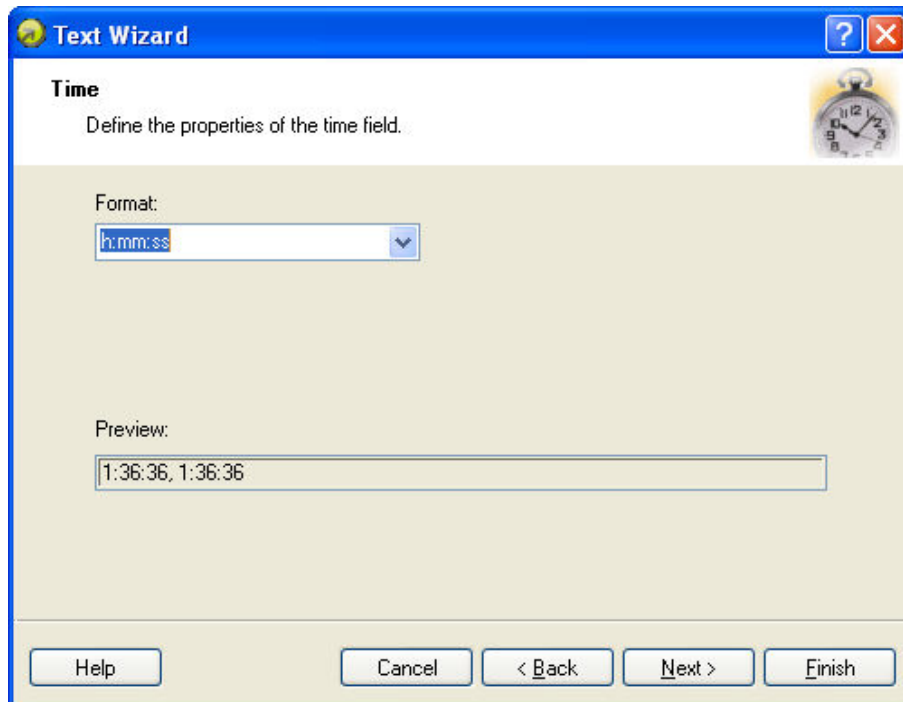 Text Wizard
Time
Define the properties of the time field.
Format:
h:mm:ss
Preview:
1:36:36, 1:36:36
Help Cancel < Back Next > Finish